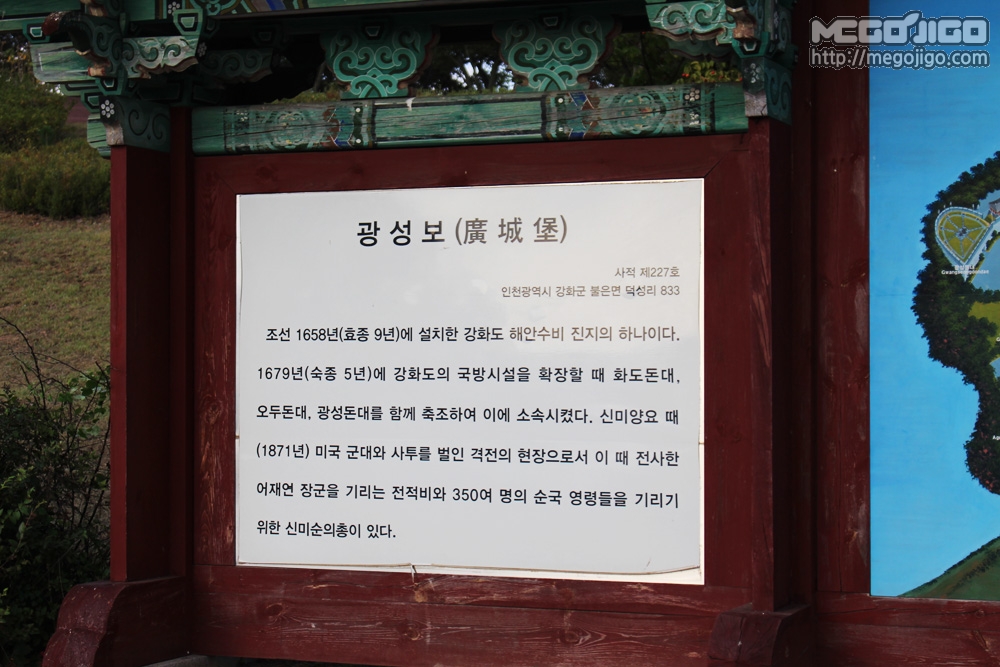 MEGOJIGO
http://megojigo.com
광성보 (廣城堡)
사적 제227호
인천광역시 강화군 불은면 덕성리 833
조선 1658년(효종 9년)에 설치한 강화도 해안수비 진지의 하나이다.
1679년(숙종 5년)에 강화도의 국방시설을 확장할 때 화도돈대,
오두돈대, 광성돈대를 함께 축조하여 이에 소속시켰다. 신미양요 때
(1871년) 미국 군대와 사투를 벌인 격전의 현장으로서 이 때 전사한
어재연 장군을 기리는 전적비와 350여 명의 순국 영령들을 기리기
위한 신미순의총이 있다.